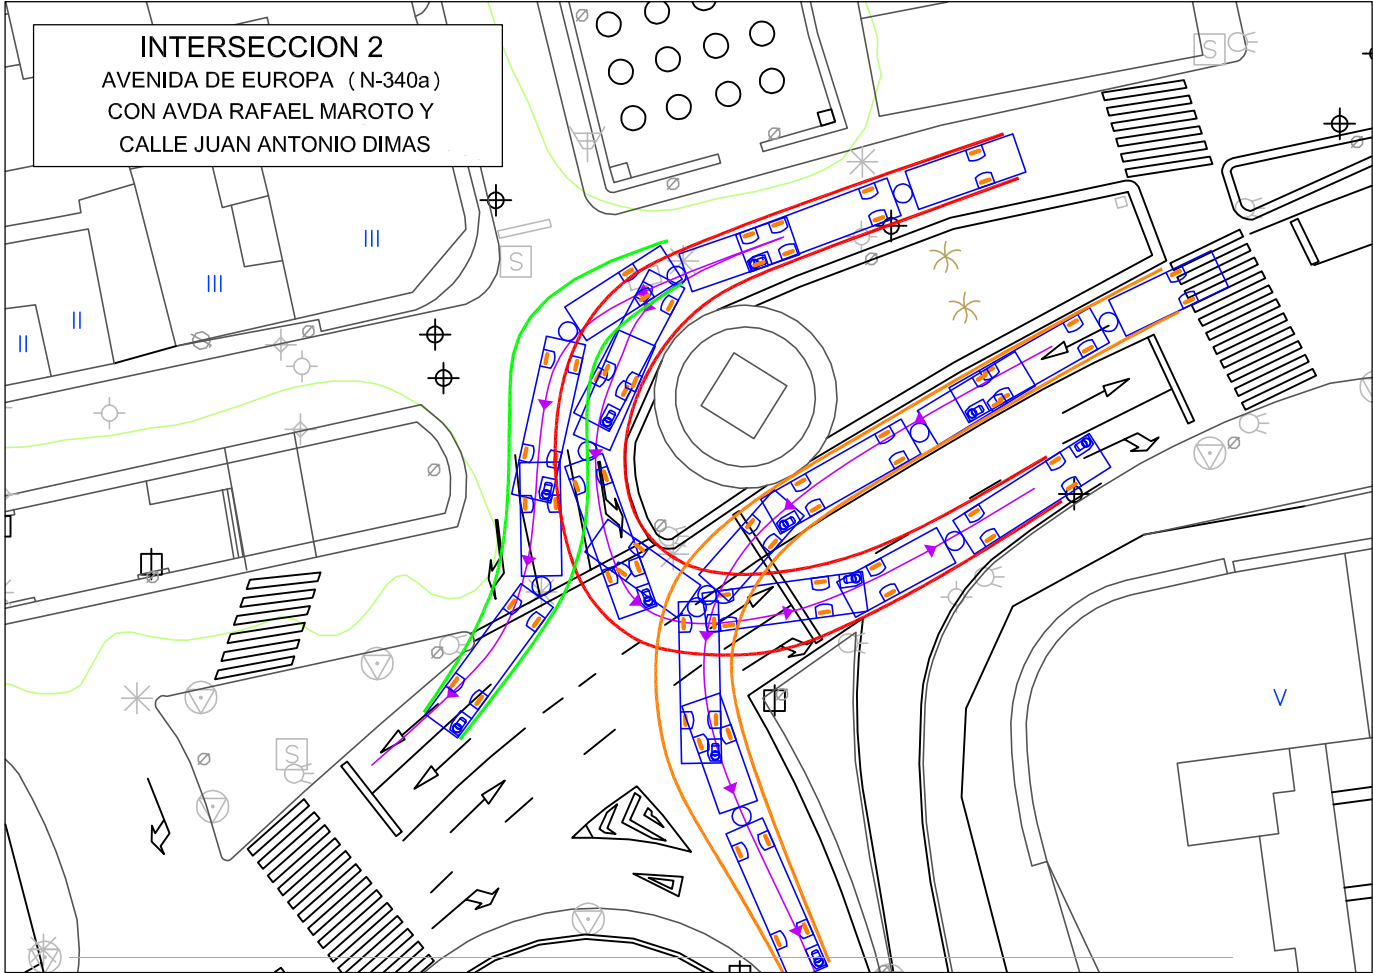 INTERSECCION 2
AVENIDA DE EUROPA ( N-340a )
CON AVDA RAFAEL MAROTO Y
CALLE JUAN ANTONIO DIMAS
S
III
S
III
II
II
V
S